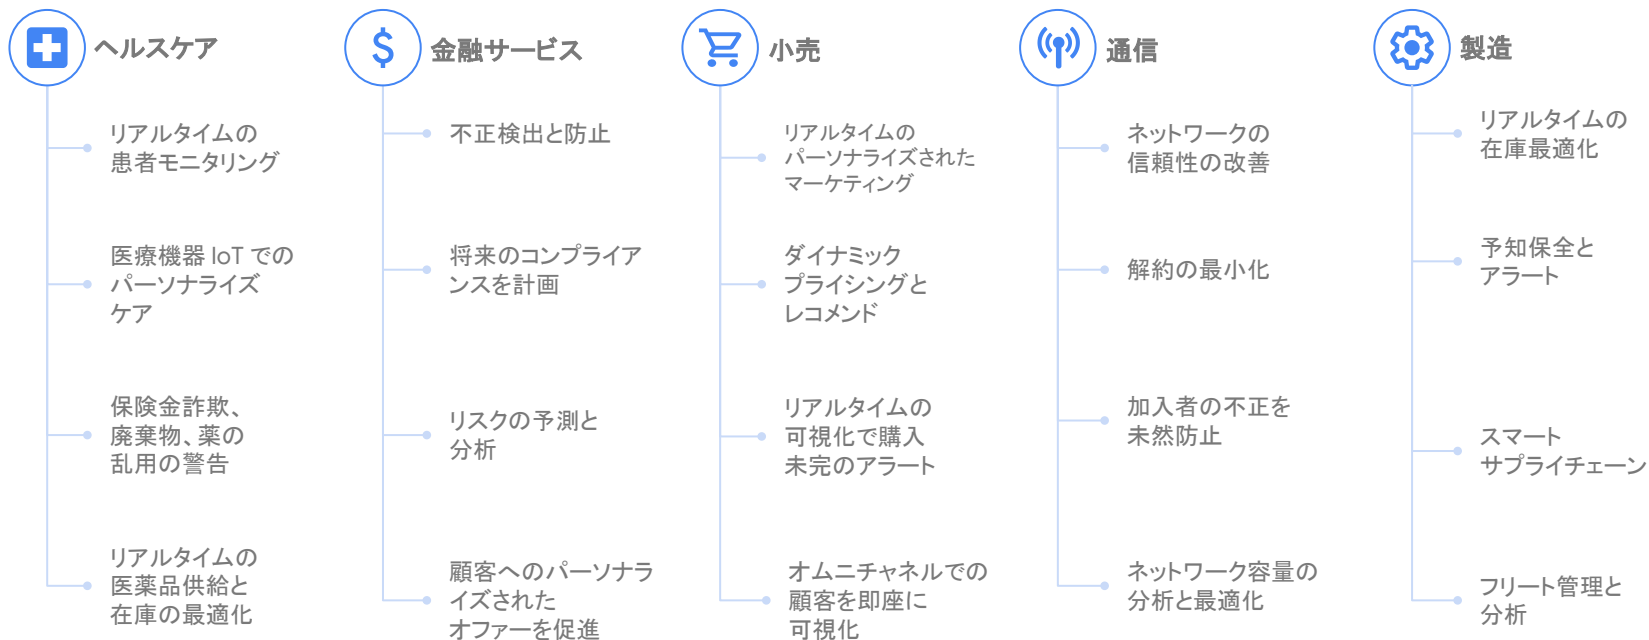 ヘルスケア
リアルタイムの
患者モニタリング
医療機器 IoT での
パーソナライズ
ケア
保険金詐欺、
廃棄物、薬の
乱用の警告
リアルタイムの
医薬品供給と
在庫の最適化
金融サービス
不正検出と防止
将来のコンプライア
ンスを計画
リスクの予測と
分析
顧客へのパーソナラ
イズされた
オファーを促進
小売
リアルタイムの
パーソナライズされた
マーケティング
ダイナミック
プライシングと
レコメンド
リアルタイムの
可視化で購入
未完のアラート
オムニチャネルでの
顧客を即座に
可視化
通信
ネットワークの
信頼性の改善
解約の最小化
加入者の不正を
未然防止
ネットワーク容量の
分析と最適化
製造
リアルタイムの
在庫最適化
予知保全と
アラート
スマート
サプライチェーン
フリート管理と
分析